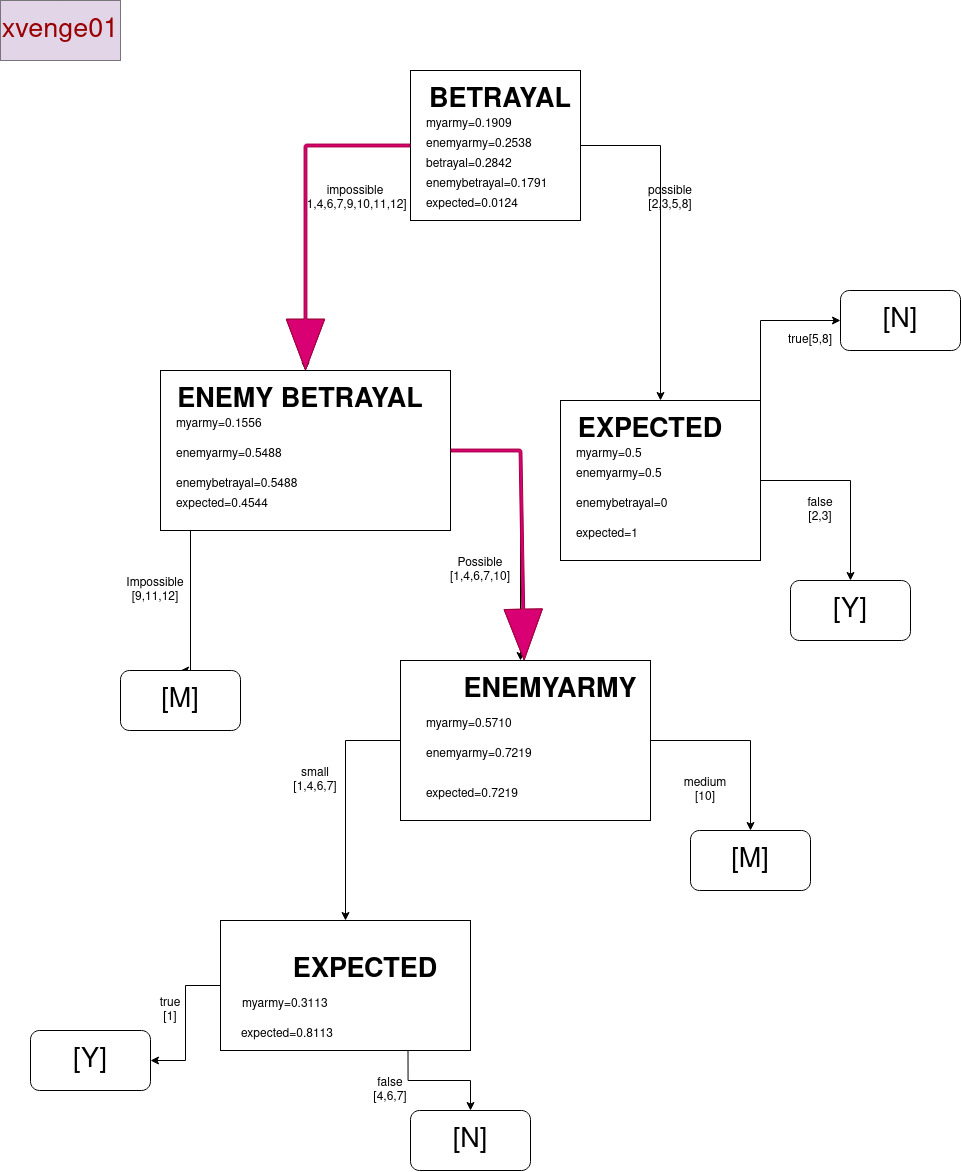 xvenge01
BETRAYAL
myarmy=0.1909
enemyarmy=0.2538
betrayal=0.2842
enemybetrayal=0.1791
expected=0.0124
impossible
1,4,6,7,9,10,11,12]
possible
[2,3,5,8]
[N]
true[5,8]
ENEMY BETRAYAL
myarmy=0.1556
enemyarmy=0.5488
enemybetrayal=0.5488
expected=0.4544
EXPECTED
myarmy=0.5
enemyarmy=0.5
enemybetrayal=0
expected=1
false
[2,3]
Impossible
[9,11,12]
Possible
[1,4,6,7,10]
[Y]
[M]
ENEMYARMY
myarmy=0.5710
enemyarmy=0.7219
expected=0.7219
small
[1,4,6,7]
medium
[10]
[M]
EXPECTED
myarmy=0.3113
expected=0.8113
true
[1]
[Y]
false
[4,6,7]
[N]